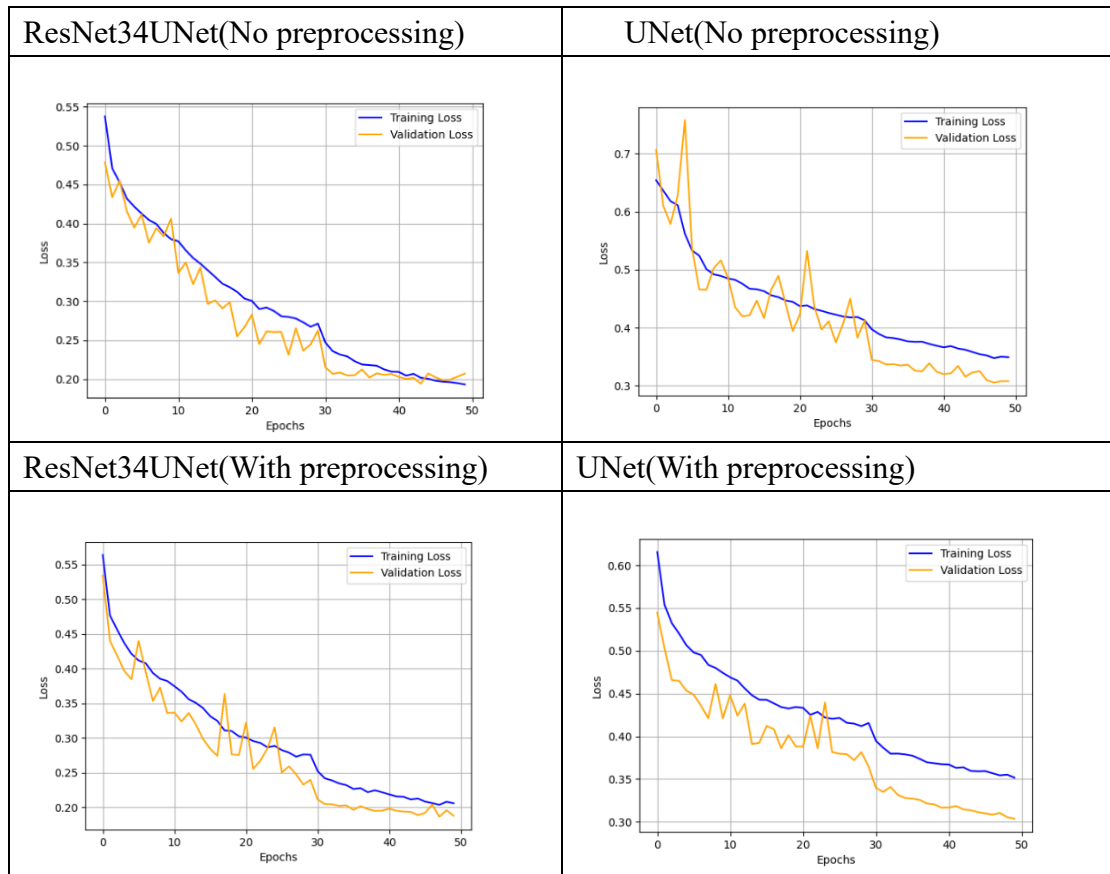 ResNet34UNet(No preprocessing)
UNet(No preprocessing)
Training Loss
Validation Loss
0.55
0.50
0.45
0.40
0.35
0.30
0.25
0.20
Loss
0
10
20
30
40
50
Epochs
Training Loss
Validation Loss
0.7
0.6
0.5
0.4
0.3
Loss
0
10
20
30
40
50
Epochs
ResNet34UNet(With preprocessing)
UNet(With preprocessing)
Training Loss
Validation Loss
0.55
0.50
0.45
0.40
0.35
0.30
0.25
0.20
Loss
0
10
20
30
40
50
Epochs
Training Loss
Validation Loss
0.60
0.55
0.50
0.45
0.40
0.35
0.30
Loss
0
10
20
30
40
50
Epochs